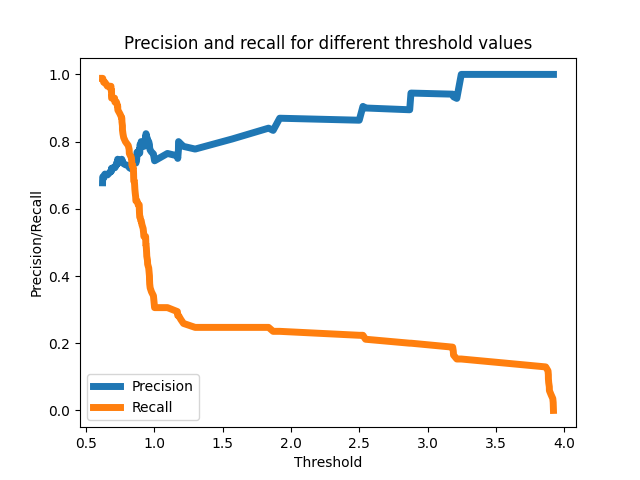 Precision and recall for different threshold values
1.0
0.8
0.6
0.4
0.2
0.0
Precision/Recall
Precision
Recall
0.5 1.0 1.5 2.0 2.5 3.0 3.5 4.0
Threshold